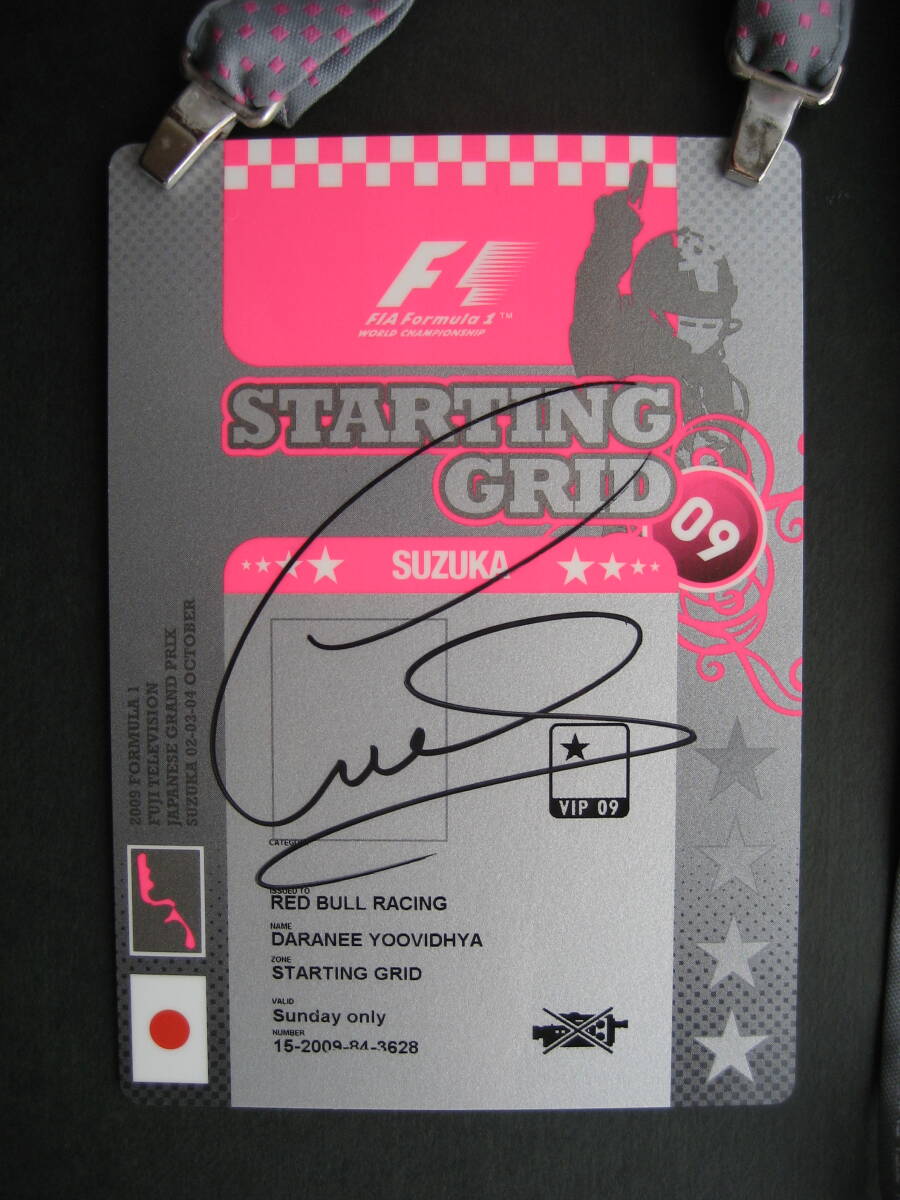 F1
FIA Formula 1™
WORLD CHAMPIONSHIP
STARTING
GRID
09
SUZUKA
2009 FORMULA 1
FUJI TELEVISION
JAPANESE GRAND PRIX
SUZUKA 02-03-04 OCTOBER
VIP 09
ISSUED TO
RED BULL RACING
NAME
DARANEE YOOVIDHYA
ZONE
STARTING GRID
VALID
Sunday only
NUMBER
15-2009-84-3628